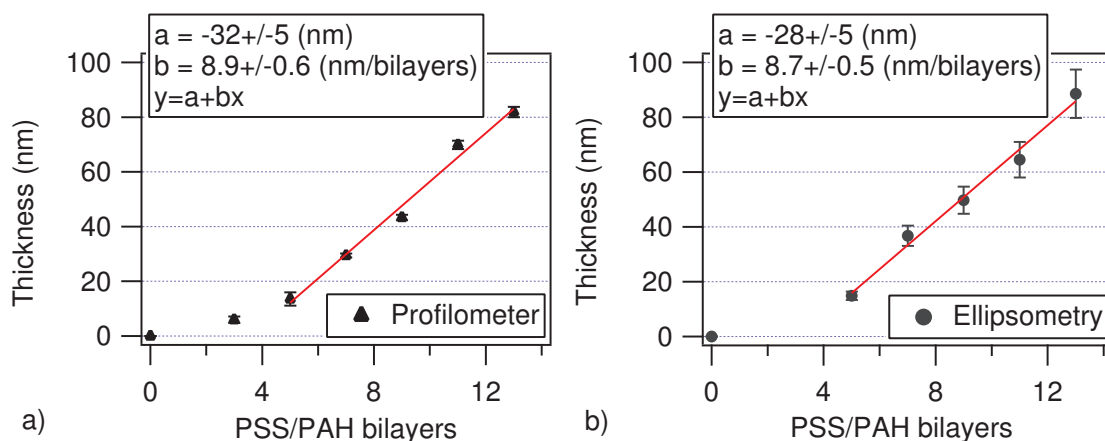 a = -32+/-5 (nm)
b = 8.9+/-0.6 (nm/bilayers)
y=a+bx
100
80
60
40
20
0
Thickness (nm)
Profilometer
0 4 8 12
PSS/PAH bilayers
a)
a = -28+/-5 (nm)
b = 8.7+/-0.5 (nm/bilayers)
y=a+bx
100
80
60
40
20
0
Thickness (nm)
Ellipsometry
0 4 8 12
PSS/PAH bilayers
b)